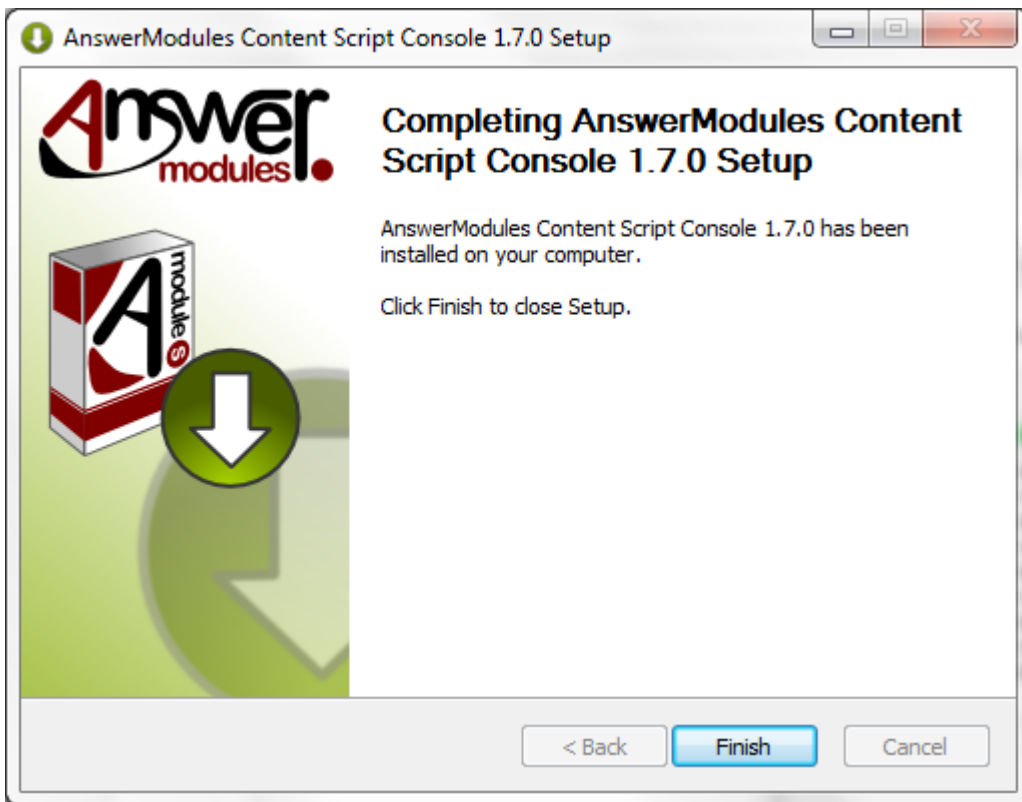 AnswerModules Content Script Console 1.7.0 Setup
Answer
modules
Completing AnswerModules Content
Script Console 1.7.0 Setup
AnswerModules Content Script Console 1.7.0 has been
installed on your computer.
Click Finish to close Setup.
A
modules
< Back
Finish
Cancel